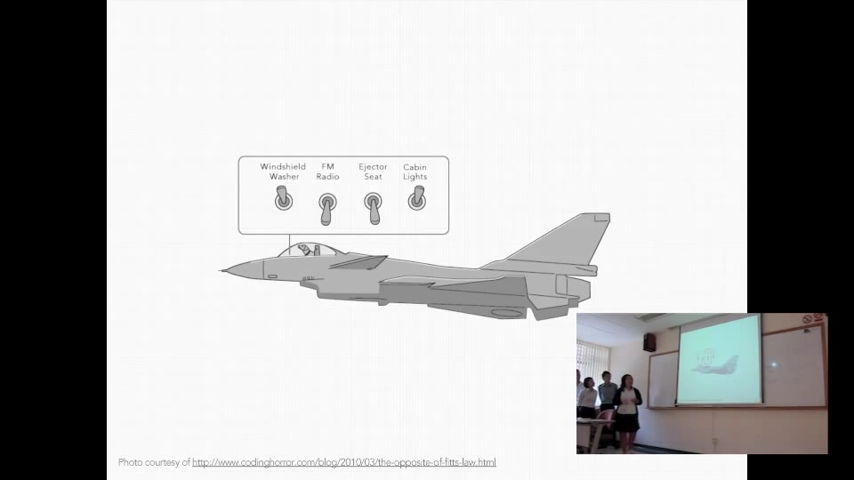 Windshield Washer
FM Radio
Ejector Seat
Cabin Lights
Photo courtesy of http://www.codinghorror.com/blog/2010/03/the-opposite-of-fitts-law.html